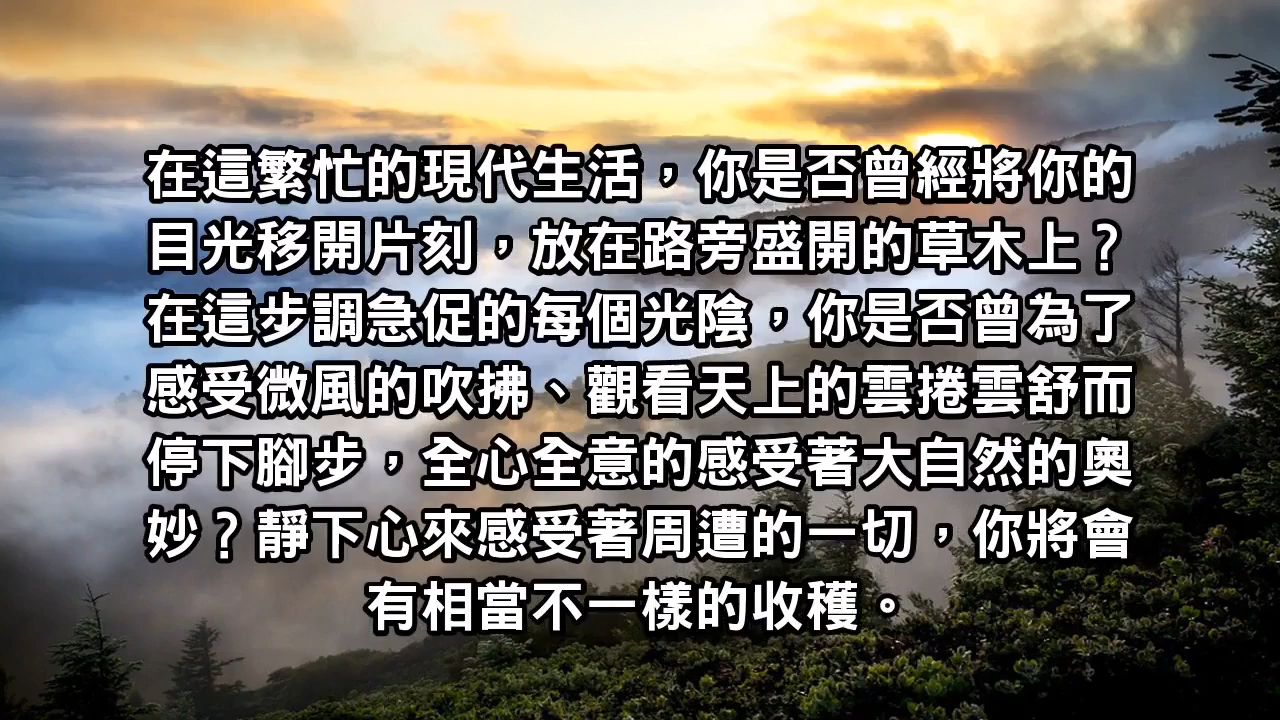 在這繁忙的現代生活，你是否曾經將你的
目光移開片刻，放在路旁盛開的草木上？
在這步調急促的每個光陰，你是否曾為了
感受微風的吹拂、觀看天上的雲捲雲舒而
停下腳步，全心全意的感受著大自然的奧
妙？靜下心來感受著周遭的一切，你將會
有相當不一樣的收穫。